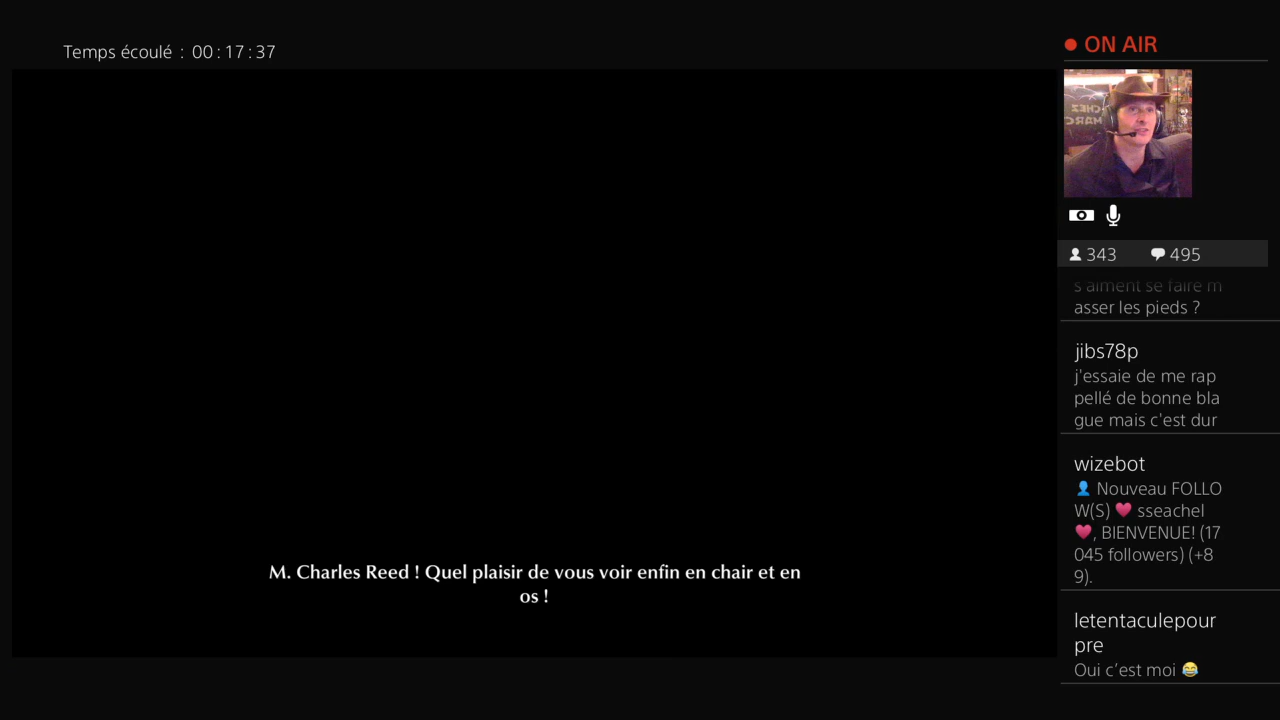 Temps écoulé : 00:17:37
ON AIR
343 495
s aiment se faire m
asser les pieds ?
jibs78p
j'essaie de me rap
pellé de bonne bla
gue mais c'est dur
wizebot
👤 Nouveau FOLLO
W(S) ❤ sseachel
❤, BIENVENUE! (17
045 followers) (+8
9).
letentaculepour
pre
Oui c’est moi 😂
M. Charles Reed ! Quel plaisir de vous voir enfin en chair et en
os !